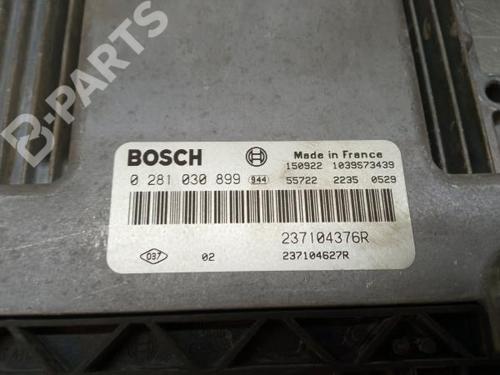 B-PARTS
BOSCH Made in France
150922 1039S73439
0 281 030 899 944 55722 2235 0529
237104376R
037 02 237104627R